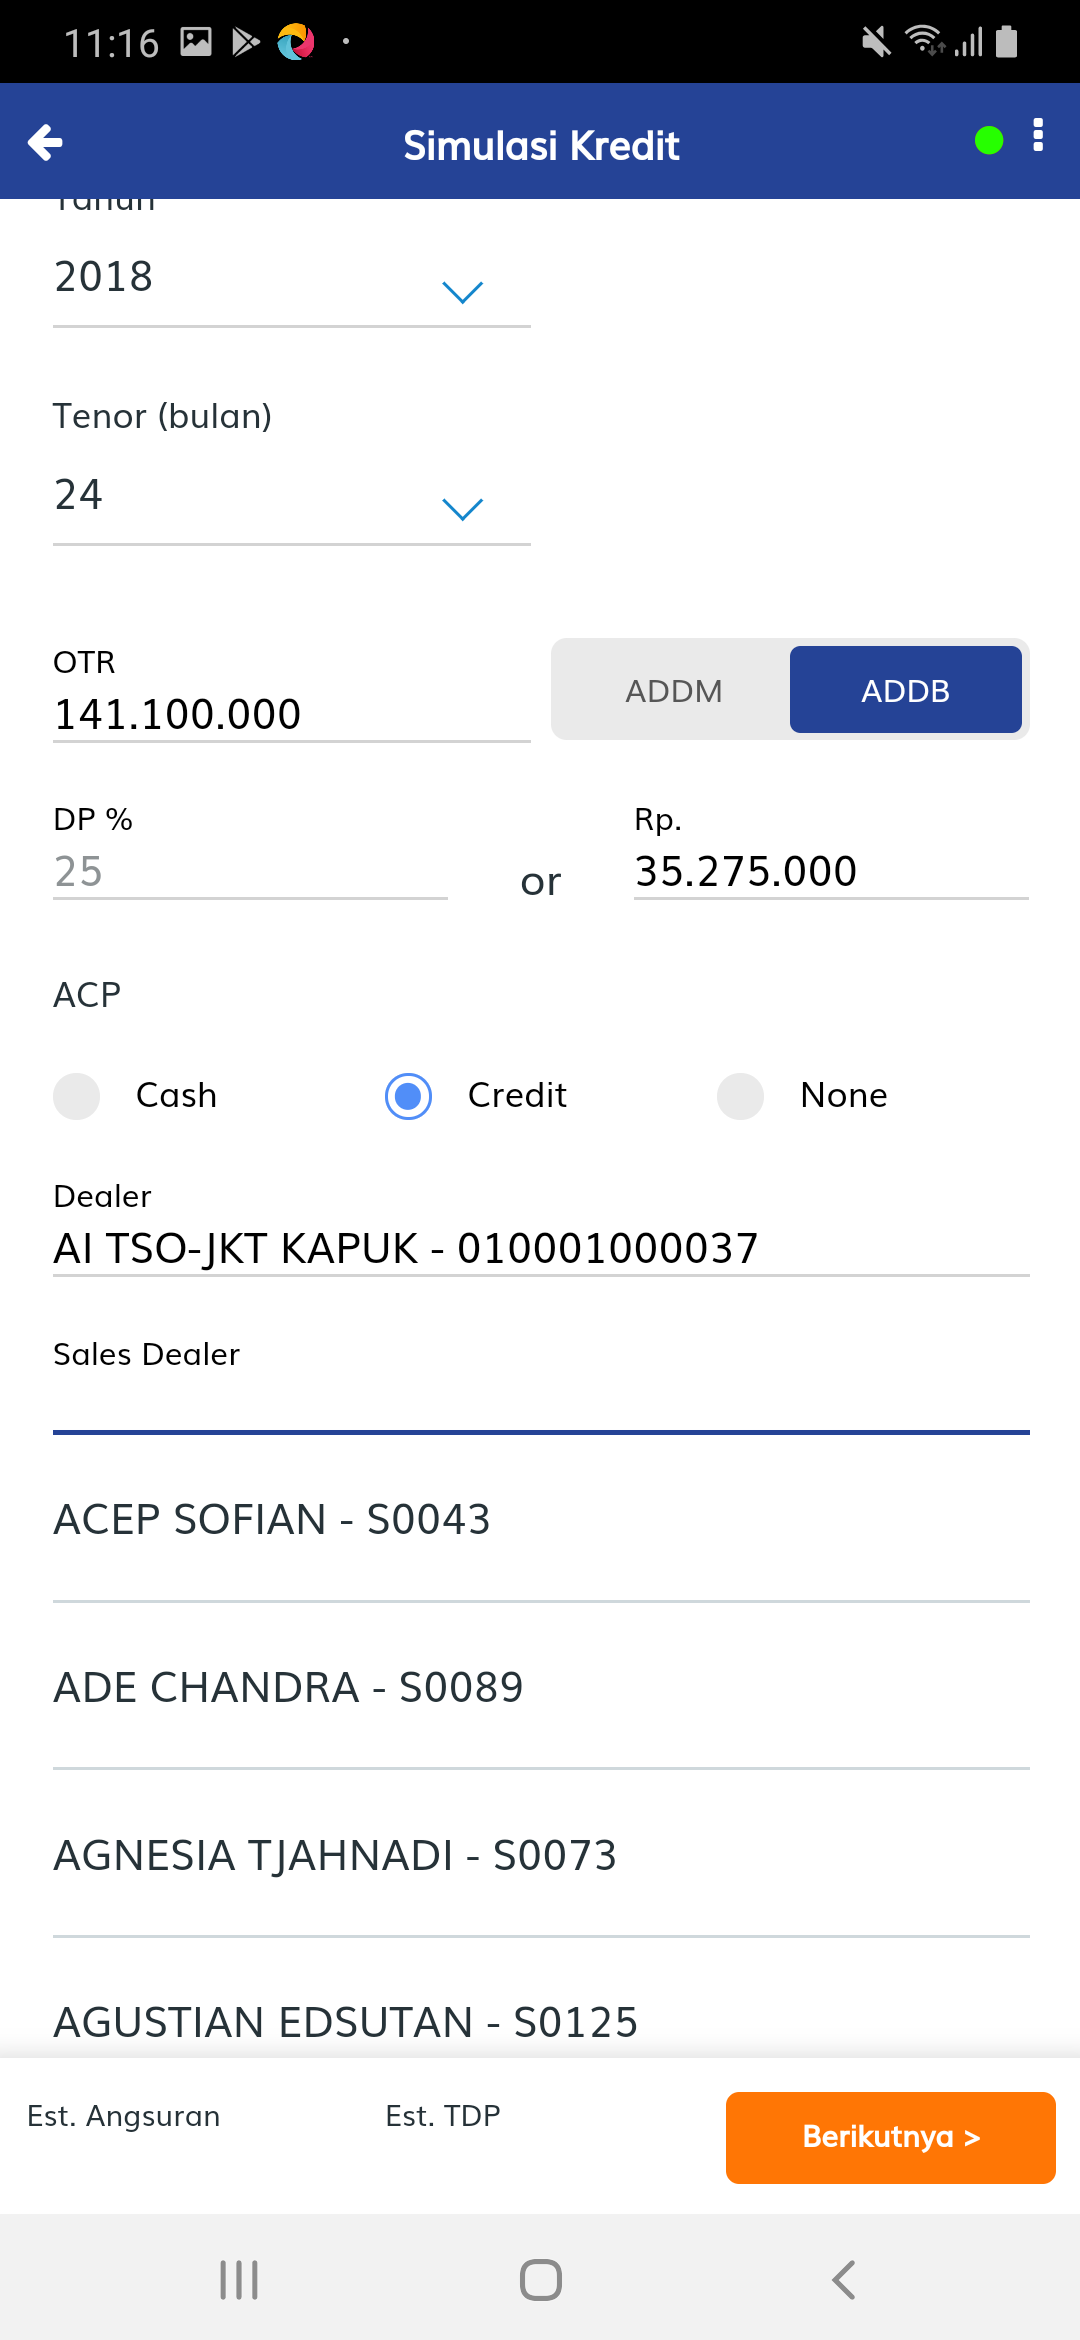 11:16
Simulasi Kredit
Tahun
2018
Tenor (bulan)
24
OTR
141.100.000
ADDM
ADDB
DP %
25
or
Rp.
35.275.000
ACP
Cash
Credit
None
Dealer
AI TSO-JKT KAPUK - 010001000037
Sales Dealer
ACEP SOFIAN - S0043
ADE CHANDRA - S0089
AGNESIA TJAHNADI - S0073
AGUSTIAN EDSUTAN - S0125
Est. Angsuran
Est. TDP
Berikutnya >